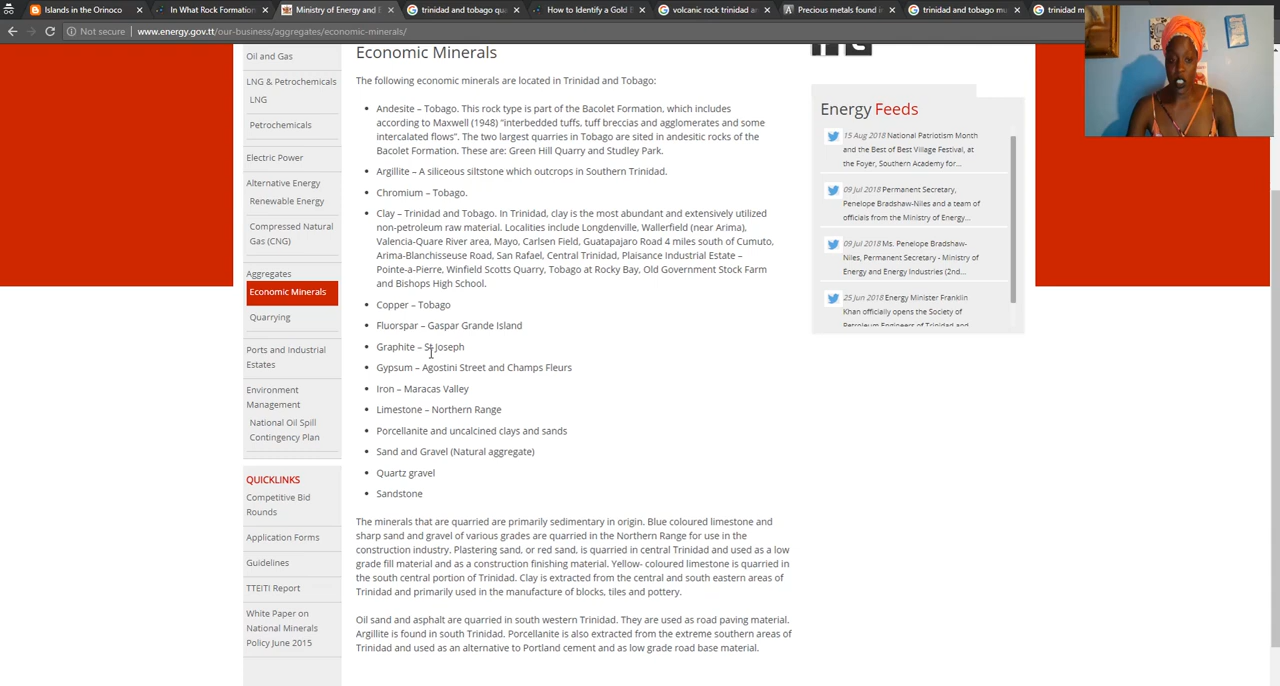 Islands in the Orinoco
In What Rock Formation
Ministry of Energy and E
trinidad and tobago qu
How to Identify a Gold B
volcanic rock trinidad a
Precious metals found i
trinidad and tobago mu
trinidad m
Not secure | www.energy.gov.tt/our-business/aggregates/economic-minerals/
Oil and Gas
LNG & Petrochemicals
LNG
Petrochemicals
Electric Power
Alternative Energy
Renewable Energy
Compressed Natural
Gas (CNG)
Aggregates
Economic Minerals
Quarrying
Ports and Industrial
Estates
Environment
Management
National Oil Spill
Contingency Plan
QUICKLINKS
Competitive Bid
Rounds
Application Forms
Guidelines
TTEITI Report
White Paper on
National Minerals
Policy June 2015
Economic Minerals
The following economic minerals are located in Trinidad and Tobago:
• Andesite – Tobago. This rock type is part of the Bacolet Formation, which includes
according to Maxwell (1948) “interbedded tuffs, tuff breccias and agglomerates and some
intercalated flows”. The two largest quarries in Tobago are sited in andesitic rocks of the
Bacolet Formation. These are: Green Hill Quarry and Studley Park.
• Argillite – A siliceous siltstone which outcrops in Southern Trinidad.
• Chromium – Tobago.
• Clay – Trinidad and Tobago. In Trinidad, clay is the most abundant and extensively utilized
non-petroleum raw material. Localities include Longdenville, Wallerfield (near Arima),
Valencia-Quare River area, Mayo, Carlsen Field, Guatapajaro Road 4 miles south of Cumuto,
Arima-Blanchisseuse Road, San Rafael, Central Trinidad, Plaisance Industrial Estate –
Pointe-a-Pierre, Winfield Scotts Quarry, Tobago at Rocky Bay, Old Government Stock Farm
and Bishops High School.
• Copper – Tobago
• Fluorspar – Gaspar Grande Island
• Graphite – St Joseph
• Gypsum – Agostini Street and Champs Fleurs
• Iron – Maracas Valley
• Limestone – Northern Range
• Porcellanite and uncalcined clays and sands
• Sand and Gravel (Natural aggregate)
• Quartz gravel
• Sandstone
The minerals that are quarried are primarily sedimentary in origin. Blue coloured limestone and
sharp sand and gravel of various grades are quarried in the Northern Range for use in the
construction industry. Plastering sand, or red sand, is quarried in central Trinidad and used as a low
grade fill material and as a construction finishing material. Yellow- coloured limestone is quarried in
the south central portion of Trinidad. Clay is extracted from the central and south eastern areas of
Trinidad and primarily used in the manufacture of blocks, tiles and pottery.
Oil sand and asphalt are quarried in south western Trinidad. They are used as road paving material.
Argillite is found in south Trinidad. Porcellanite is also extracted from the extreme southern areas of
Trinidad and used as an alternative to Portland cement and as low grade road base material.
Energy Feeds
15 Aug 2018 National Patriotism Month
and the Best of Best Village Festival, at
the Foyer, Southern Academy for...
09 Jul 2018 Permanent Secretary,
Penelope Bradshaw-Niles and a team of
officials from the Ministry of Energy...
09 Jul 2018 Ms. Penelope Bradshaw-
Niles, Permanent Secretary - Ministry of
Energy and Energy Industries (2nd...
25 Jun 2018 Energy Minister Franklin
Khan officially opens the Society of
Petroleum Engineers of Trinidad and